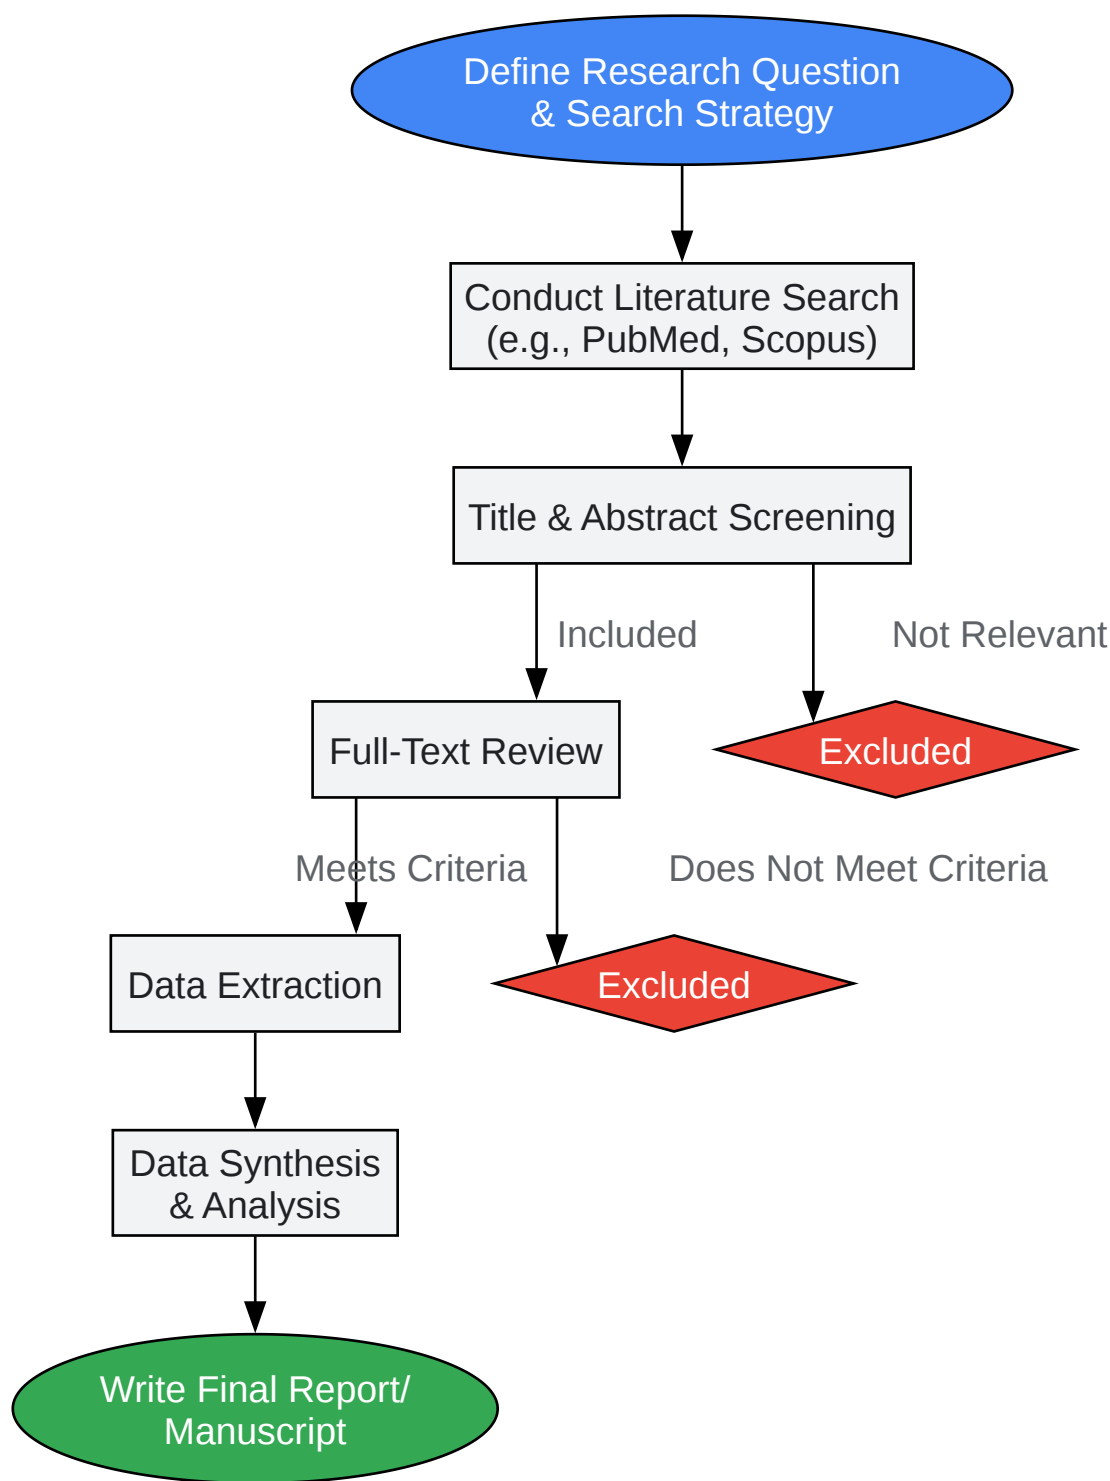 Define Research Question
& Search Strategy
Conduct Literature Search
(e.g., PubMed, Scopus)
Title & Abstract Screening
Included
Not Relevant
Full-Text Review
Excluded
Meets Criteria
Does Not Meet Criteria
Data Extraction
Excluded
Data Synthesis
& Analysis
Write Final Report/
Manuscript